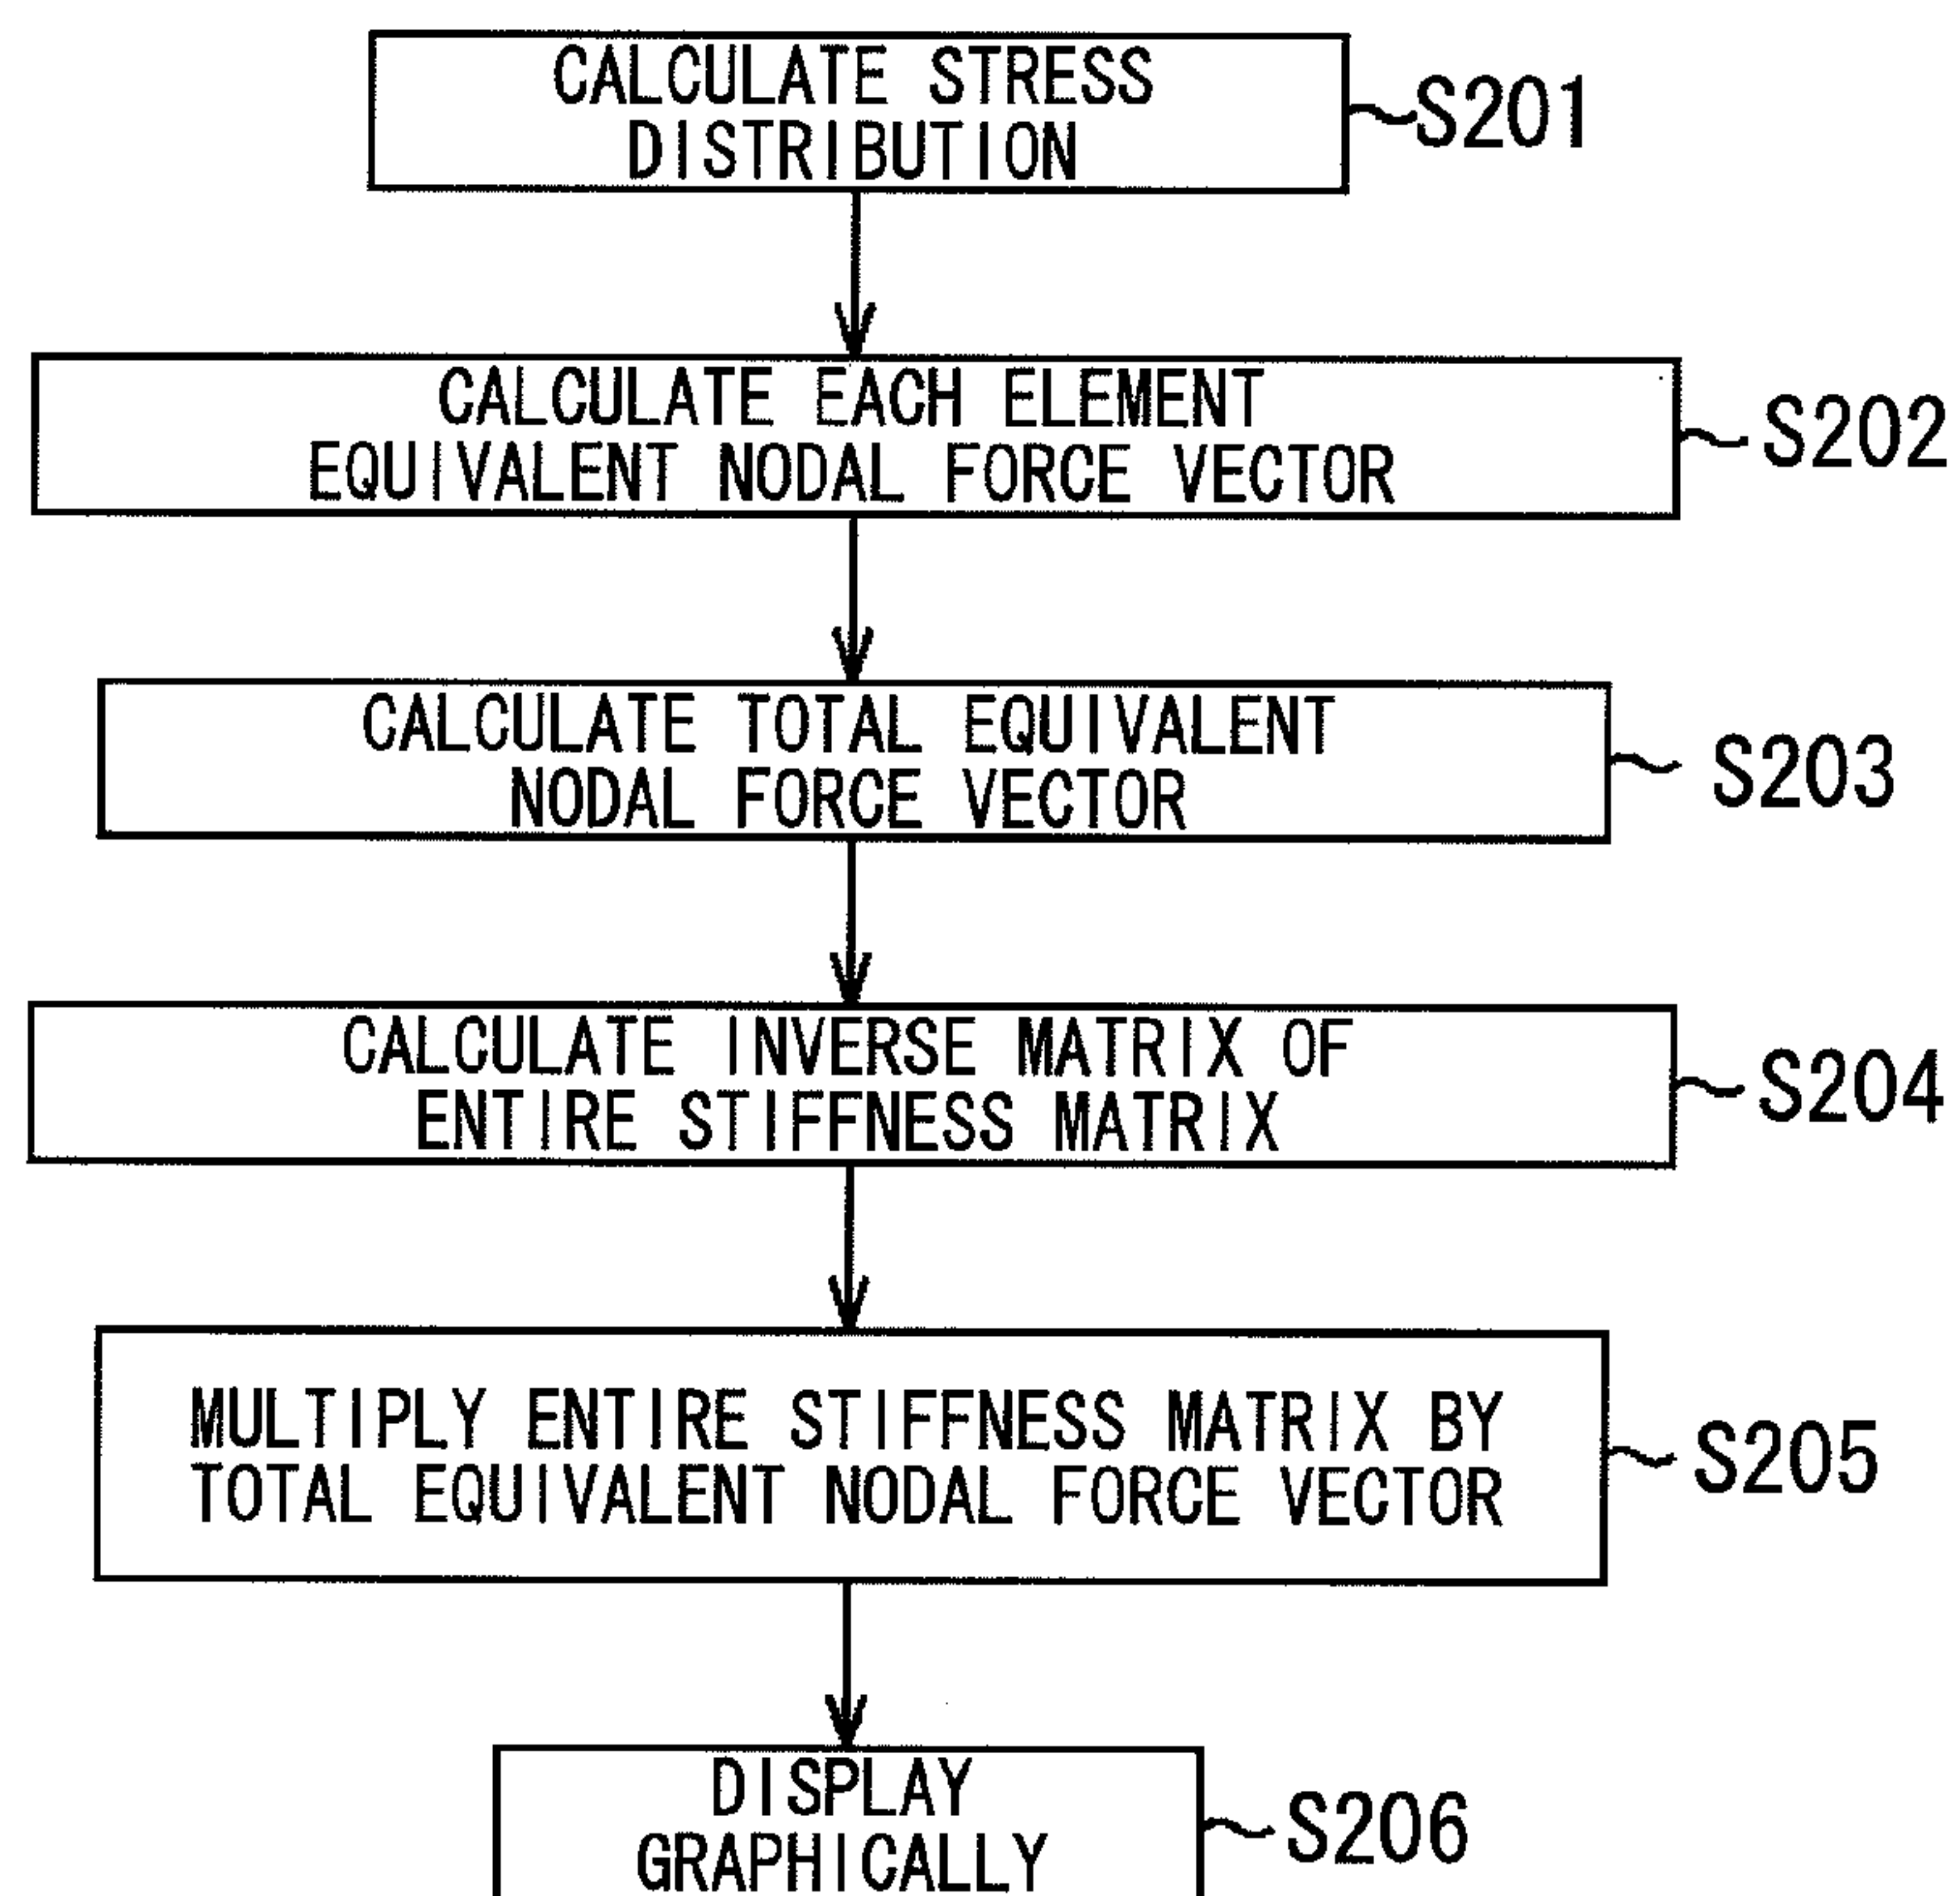 CALCULATE STRESS
DISTRIBUTION
S201
CALCULATE EACH ELEMENT
EQUIVALENT NODAL FORCE VECTOR
S202
CALCULATE TOTAL EQUIVALENT
NODAL FORCE VECTOR
S203
CALCULATE INVERSE MATRIX OF
ENTIRE STIFFNESS MATRIX
S204
MULTIPLY ENTIRE STIFFNESS MATRIX BY
TOTAL EQUIVALENT NODAL FORCE VECTOR
S205
DISPLAY
GRAPHICALLY
S206